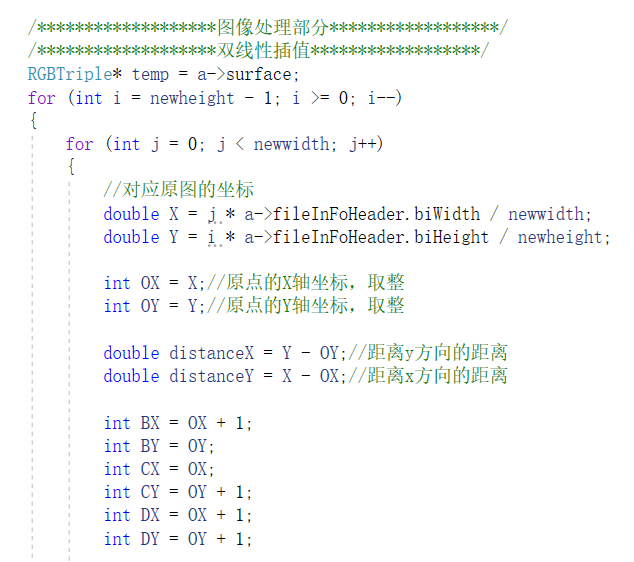 /*******************图像处理部分******************/
/*******************双线性插值******************/
RGBTriple* temp = a->surface;
for (int i = newheight - 1; i >= 0; i--)
{
for (int j = 0; j < newwidth; j++)
{
//对应原图的坐标
double X = j * a->fileInFoHeader.biWidth / newwidth;
double Y = i * a->fileInFoHeader.biHeight / newheight;
int OX = X;//原点的X轴坐标，取整
int OY = Y;//原点的Y轴坐标，取整
double distanceX = Y - OY;//距离y方向的距离
double distanceY = X - OX;//距离x方向的距离
int BX = OX + 1;
int BY = OY;
int CX = OX;
int CY = OY + 1;
int DX = OX + 1;
int DY = OY + 1;